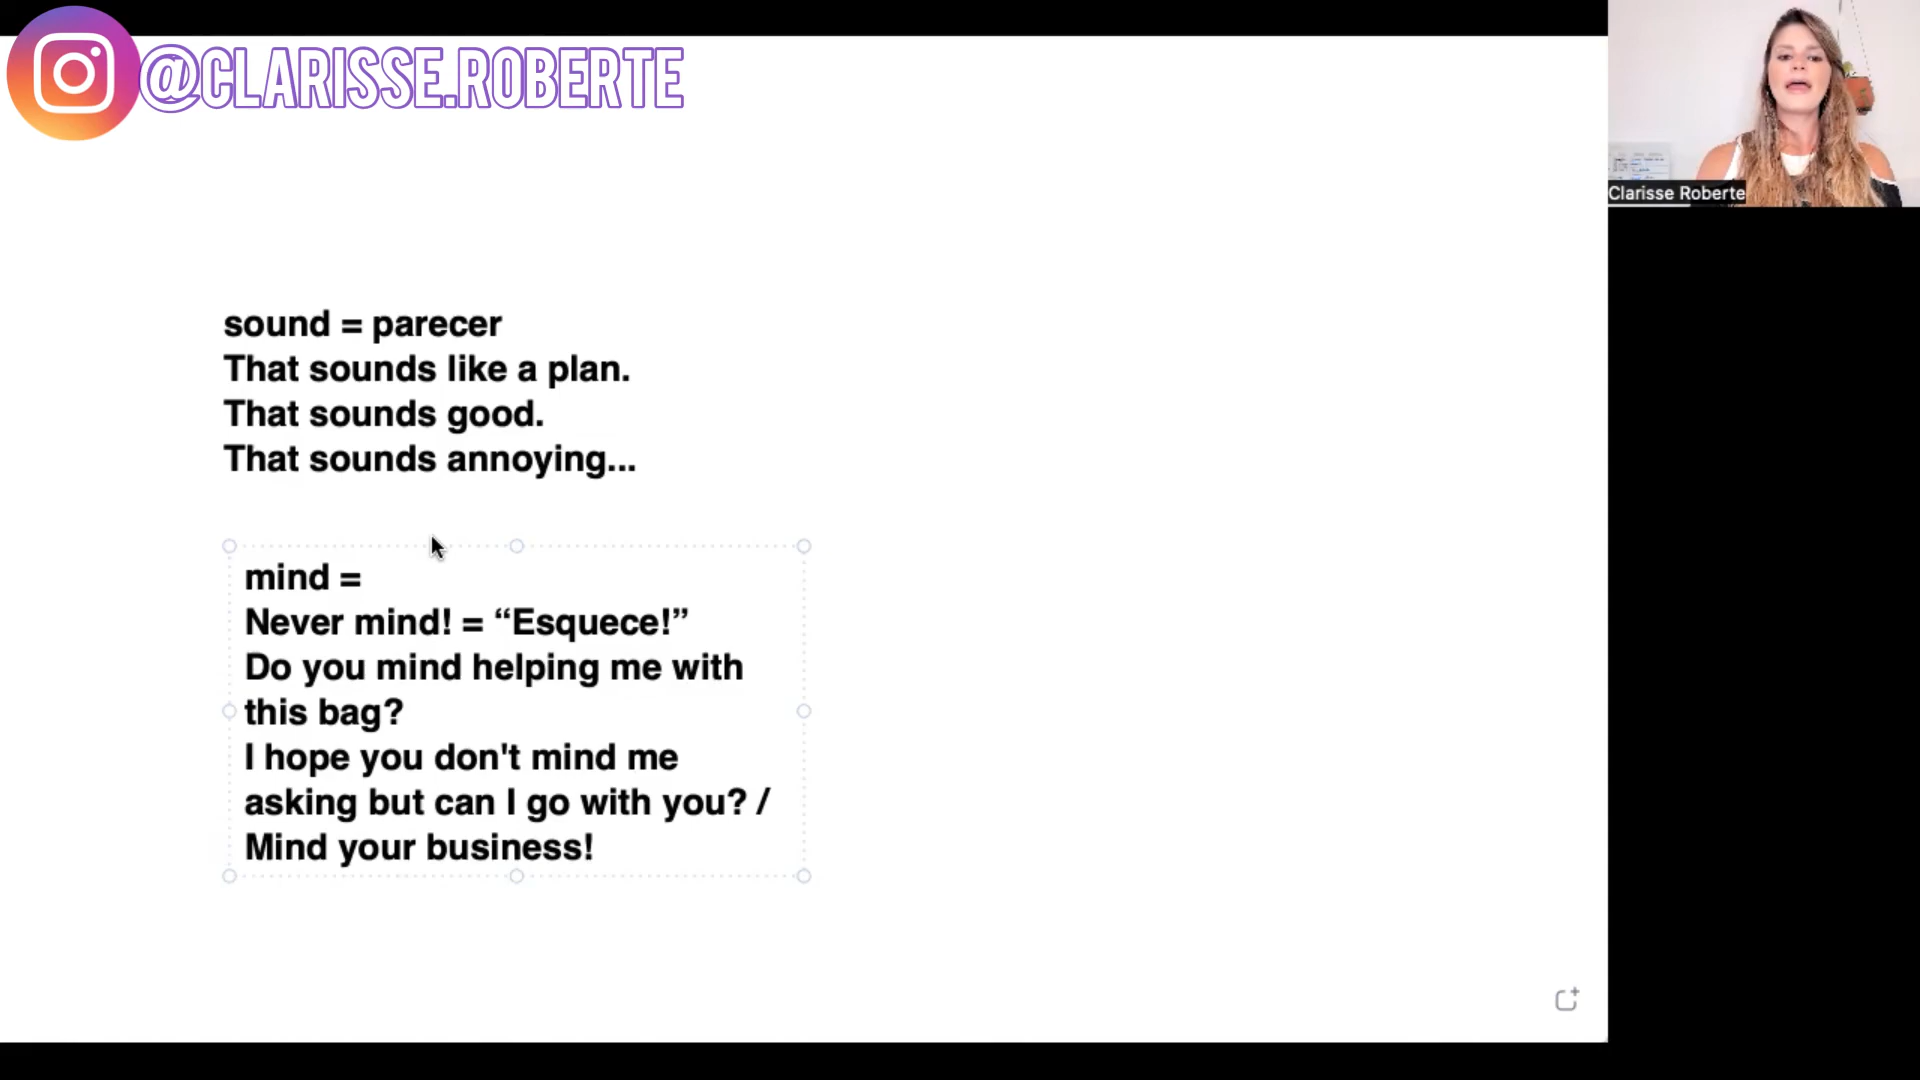 @CLARISSE.ROBERTE
Clarisse Roberte
sound = parecer
That sounds like a plan.
That sounds good.
That sounds annoying...
mind =
Never mind! = “Esquece!”
Do you mind helping me with
this bag?
I hope you don't mind me
asking but can I go with you? /
Mind your business!